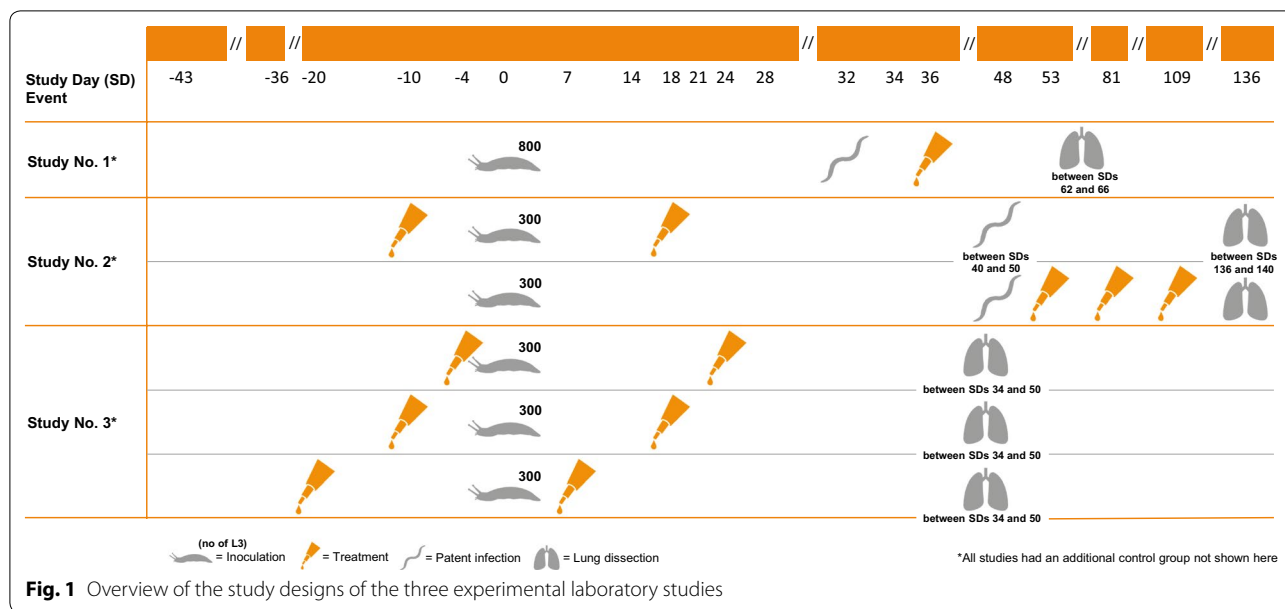 // // // // // // //
Study Day (SD) -43 -36 -20 -10 -4 0 7 14 18 21 24 28 32 34 36 48 53 81 109 136
Event
800
Study No. 1*
between SDs
62 and 66
300
Study No. 2*
between SDs between SDs
40 and 50 136 and 140
300
300
between SDs 34 and 50
300
Study No. 3*
between SDs 34 and 50
300
between SDs 34 and 50
(no of L3)
= Inoculation = Treatment = Patent infection = Lung dissection *All studies had an additional control group not shown here
Fig. 1 Overview of the study designs of the three experimental laboratory studies